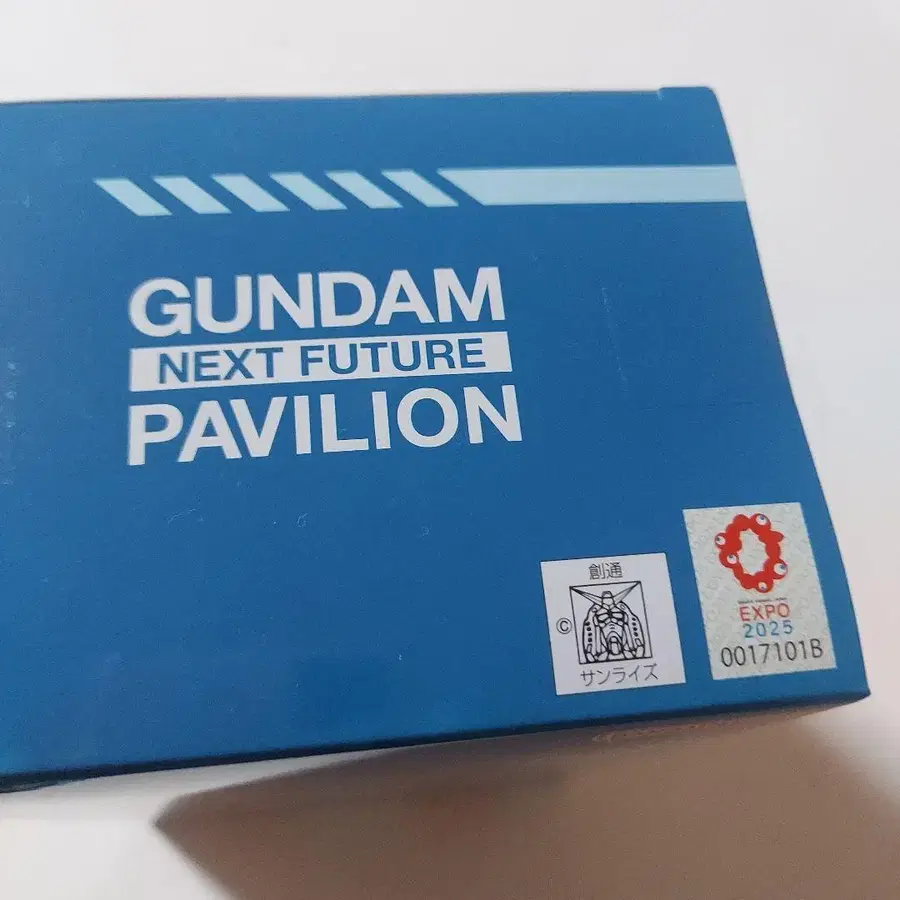 GUNDAM
NEXT FUTURE
PAVILION
創通
©
サンライズ
EXPO
2025
0017101B